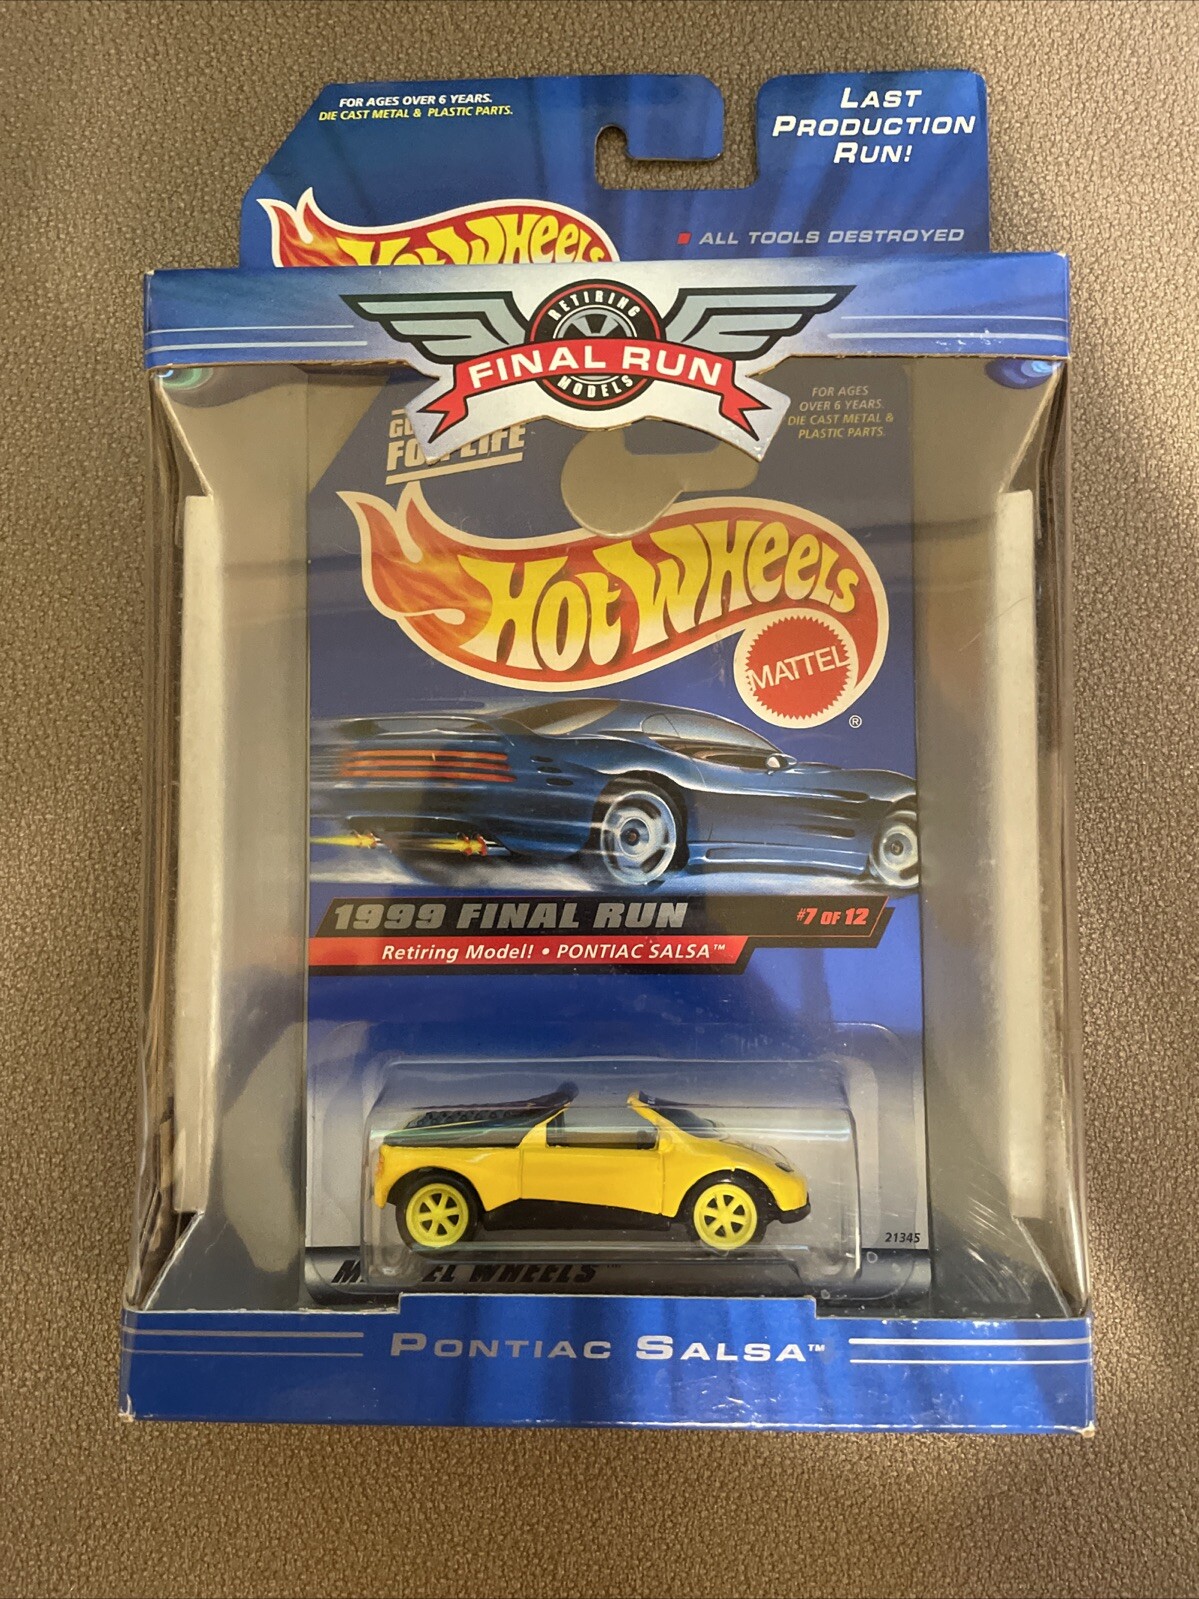 FOR AGES OVER 6 YEARS.
DIE CAST METAL & PLASTIC PARTS.
LAST
PRODUCTION
RUN!
HOT WHEELS
■ ALL TOOLS DESTROYED
RETIRING
FINAL RUN
MODELS
FOR AGES
OVER 6 YEARS.
DIE CAST METAL &
PLASTIC PARTS.
LIFE
HOT WHEELS
MATTEL
®
1999 FINAL RUN
#7 OF 12
Retiring Model! • PONTIAC SALSA™
21345
WHEELS™
PONTIAC SALSA™